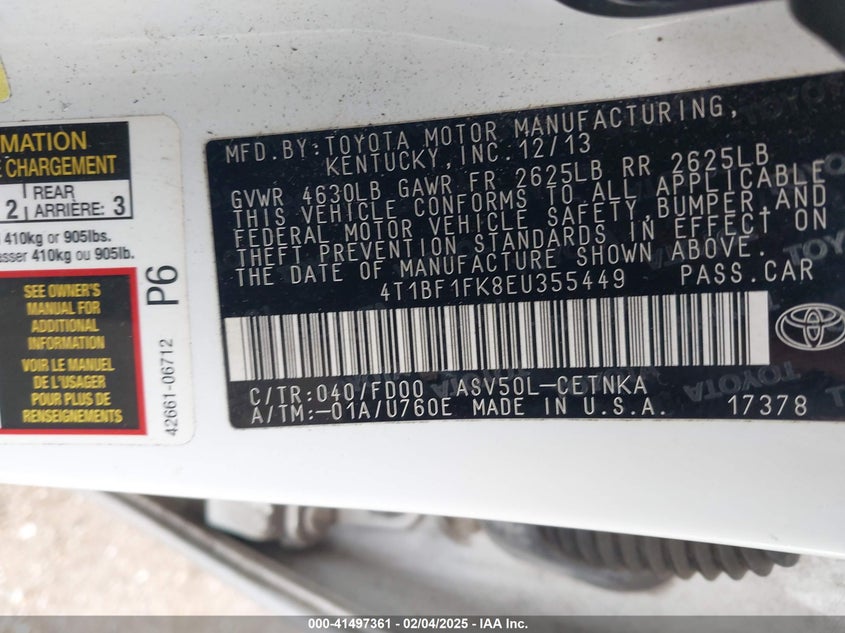 MFD.BY: TOYOTA MOTOR MANUFACTURING,
KENTUCKY, INC. 12/13
GVWR 4630LB GAWR FR 2625LB RR 2625LB
THIS VEHICLE CONFORMS TO ALL APPLICABLE
FEDERAL MOTOR VEHICLE SAFETY, BUMPER, AND
THEFT PREVENTION STANDARDS IN EFFECT ON
THE DATE OF MANUFACTURE SHOWN ABOVE.
4T1BF1FK8EU355449 PASS.CAR
C/TR:040/FD00 ASV50L-CETNKA
A/TM:-01A/U760E MADE IN U.S.A. 17378
TOYOTA
CHARGEMENT
2 REAR
ARRIÈRE: 3
410kg or 905lbs.
410kg ou 905lb.
SEE OWNER'S
MANUAL FOR
ADDITIONAL
INFORMATION
VOIR LE MANUEL
DE L'USAGER
POUR PLUS DE
RENSEIGNEMENTS
P6
42661-06712
000-41497361 - 02/04/2025 - IAA Inc.